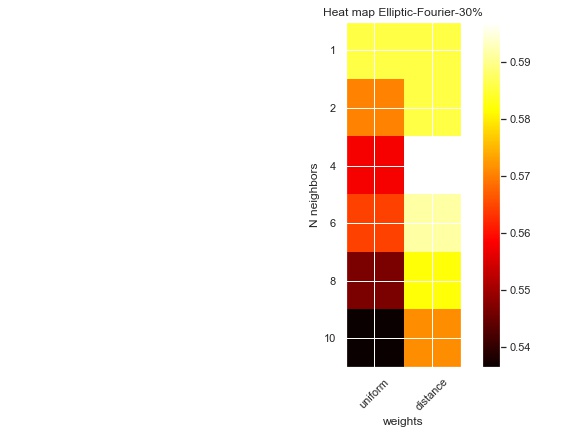 Heat map Elliptic-Fourier-30%
N neighbors
1
2
4
6
8
10
uniform
distance
weights
0.59
0.58
0.57
0.56
0.55
0.54